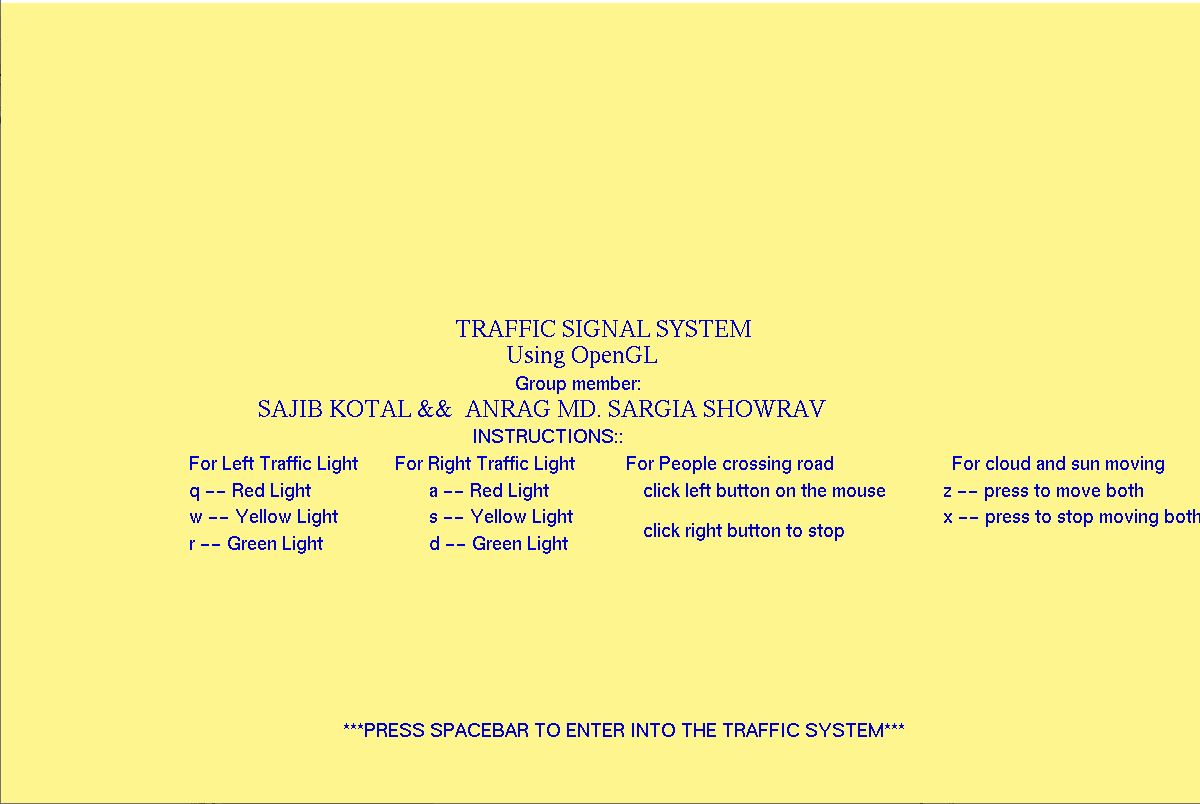 TRAFFIC SIGNAL SYSTEM
Using OpenGL
Group member:
SAJIB KOTAL &&  ANRAG MD. SARGIA SHOWRAV
INSTRUCTIONS::
For Left Traffic Light
q -- Red Light
w -- Yellow Light
r -- Green Light
For Right Traffic Light
a -- Red Light
s -- Yellow Light
d -- Green Light
For People crossing road
click left button on the mouse
click right button to stop
For cloud and sun moving
z -- press to move both
x -- press to stop moving both
***PRESS SPACEBAR TO ENTER INTO THE TRAFFIC SYSTEM***